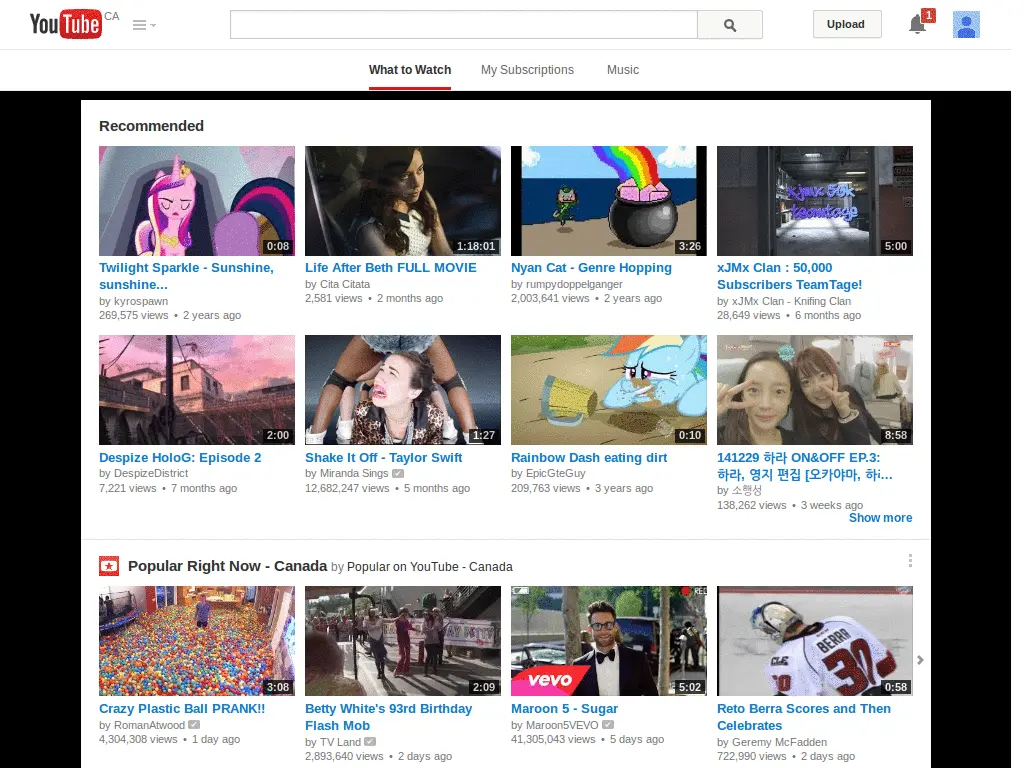 YouTube CA
1
Upload
What to Watch
My Subscriptions
Music
Recommended
0:08
1:18:01
3:26
xJMx 50k
teamtage
5:00
Twilight Sparkle - Sunshine,
sunshine...
by kyrospawn
269,575 views • 2 years ago
Life After Beth FULL MOVIE
by Cita Citata
2,581 views • 2 months ago
Nyan Cat - Genre Hopping
by rumpydoppelganger
2,003,641 views • 2 years ago
xJMx Clan : 50,000
Subscribers TeamTage!
by xJMx Clan - Knifing Clan
28,649 views • 6 months ago
2:00
1:27
0:10
8:58
Despize HoloG: Episode 2
by DespizeDistrict
7,221 views • 7 months ago
Shake It Off - Taylor Swift
by Miranda Sings
12,682,247 views • 5 months ago
Rainbow Dash eating dirt
by EpicGteGuy
209,763 views • 3 years ago
141229 하라 ON&OFF EP.3:
하라, 영지 편집 [오카야마, 하i...
by 소행성
138,262 views • 3 weeks ago
Show more
Popular Right Now - Canada by Popular on YouTube - Canada
3:08
2:09
REC
vevo
5:02
BERRA
30
0:58
Crazy Plastic Ball PRANK!!
by RomanAtwood
4,304,308 views • 1 day ago
Betty White's 93rd Birthday
Flash Mob
by TV Land
2,893,640 views • 2 days ago
Maroon 5 - Sugar
by Maroon5VEVO
41,305,043 views • 5 days ago
Reto Berra Scores and Then
Celebrates
by Geremy McFadden
722,990 views • 2 days ago